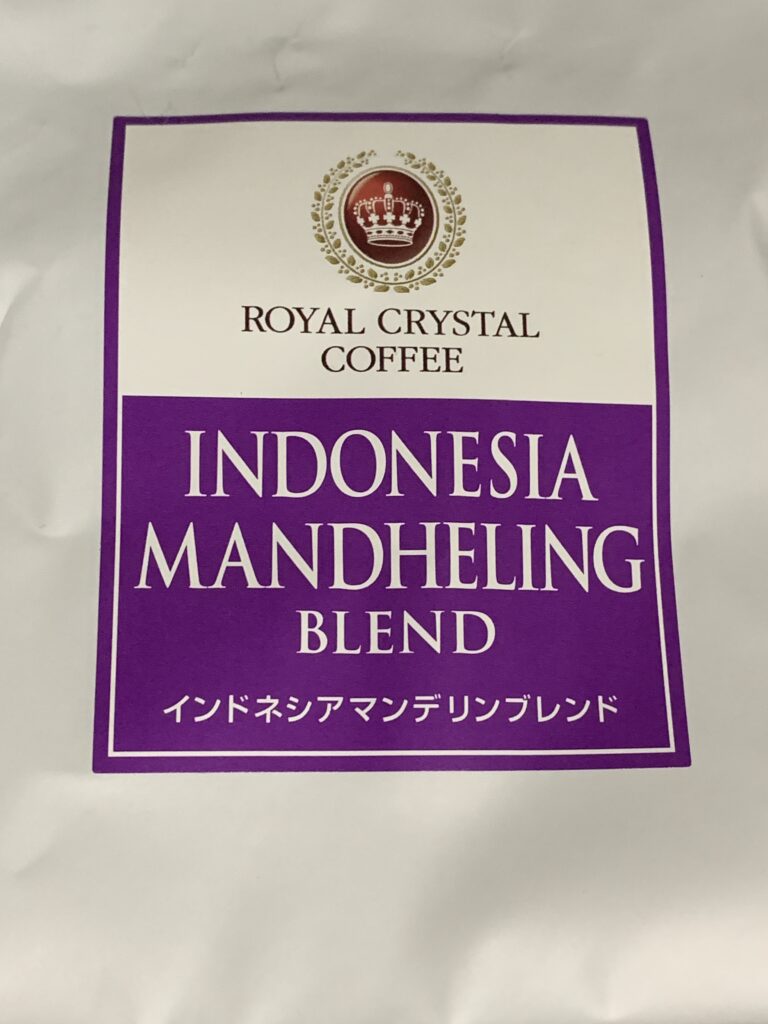 ROYAL CRYSTAL
COFFEE
INDONESIA
MANDHELING
BLEND
インドネシアマンデリンブレンド